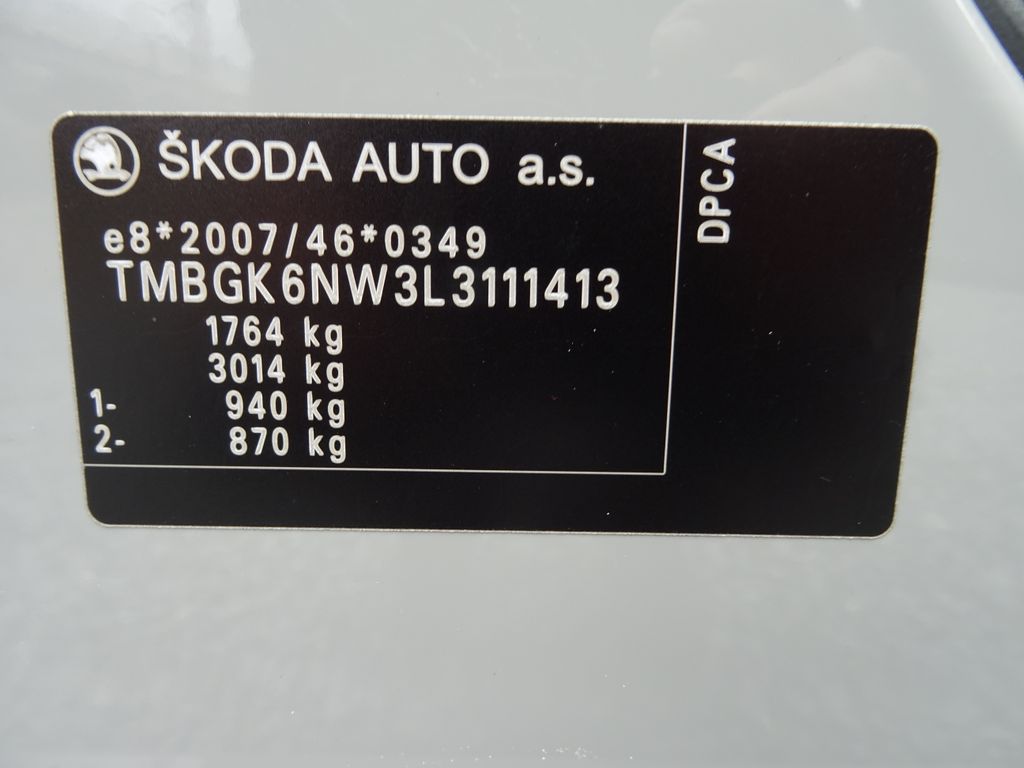 ŠKODA AUTO a.s.
e8*2007/46*0349
TMBGK6NW3L3111413
1764 kg
3014 kg
1- 940 kg
2- 870 kg
DPCA